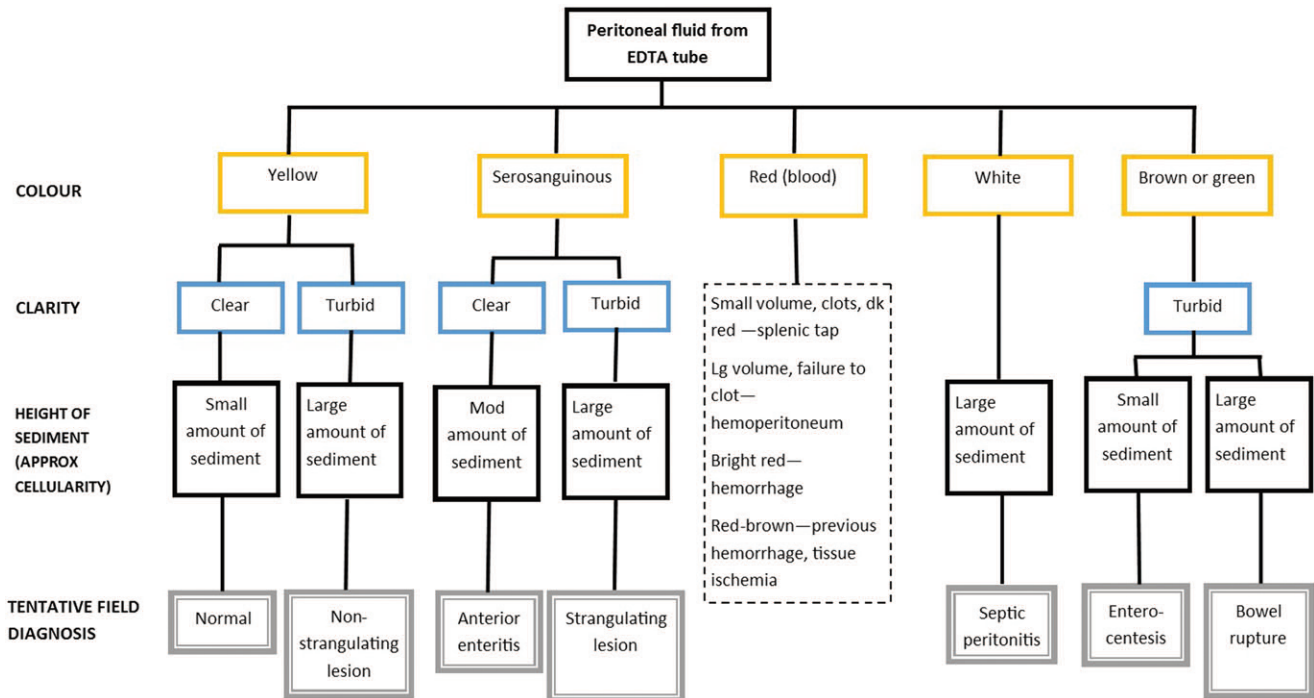 Peritoneal fluid from
EDTA tube
COLOUR
Yellow
Serosanguinous
Red (blood)
White
Brown or green
CLARITY
Clear
Turbid
Clear
Turbid
Small volume, clots, dk
red —splenic tap
Lg volume, failure to
clot—
hemoperitoneum
Bright red—
hemorrhage
Red-brown—previous
hemorrhage, tissue
ischemia
Turbid
HEIGHT OF
SEDIMENT
(APPROX
CELLULARITY)
Small
amount of
sediment
Large
amount of
sediment
Mod
amount of
sediment
Large
amount of
sediment
Large
amount of
sediment
Small
amount of
sediment
Large
amount of
sediment
TENTATIVE FIELD
DIAGNOSIS
Normal
Non-
strangulating
lesion
Anterior
enteritis
Strangulating
lesion
Septic
peritonitis
Entero-
centesis
Bowel
rupture